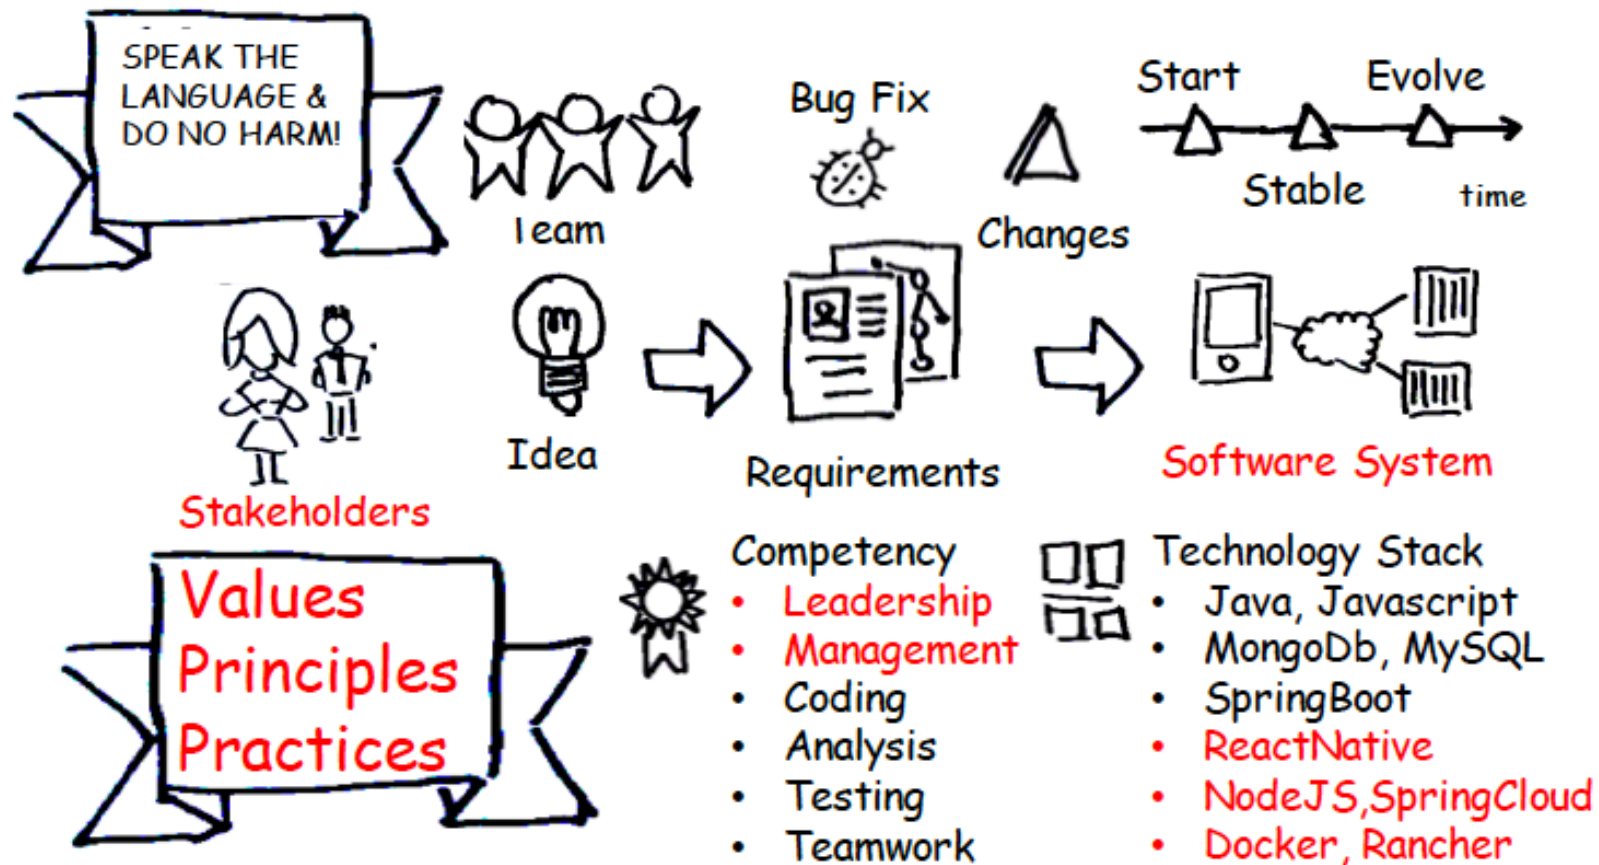 SPEAK THE
LANGUAGE &
DO NO HARM!
Team
Bug Fix
Changes
Start
Evolve
Stable
time
Stakeholders
Idea
Requirements
Software System
Values
Principles
Practices
Competency
• Leadership
• Management
• Coding
• Analysis
• Testing
• Teamwork
Technology Stack
• Java, Javascript
• MongoDb, MySQL
• SpringBoot
• ReactNative
• NodeJS,SpringCloud
• Docker, Rancher